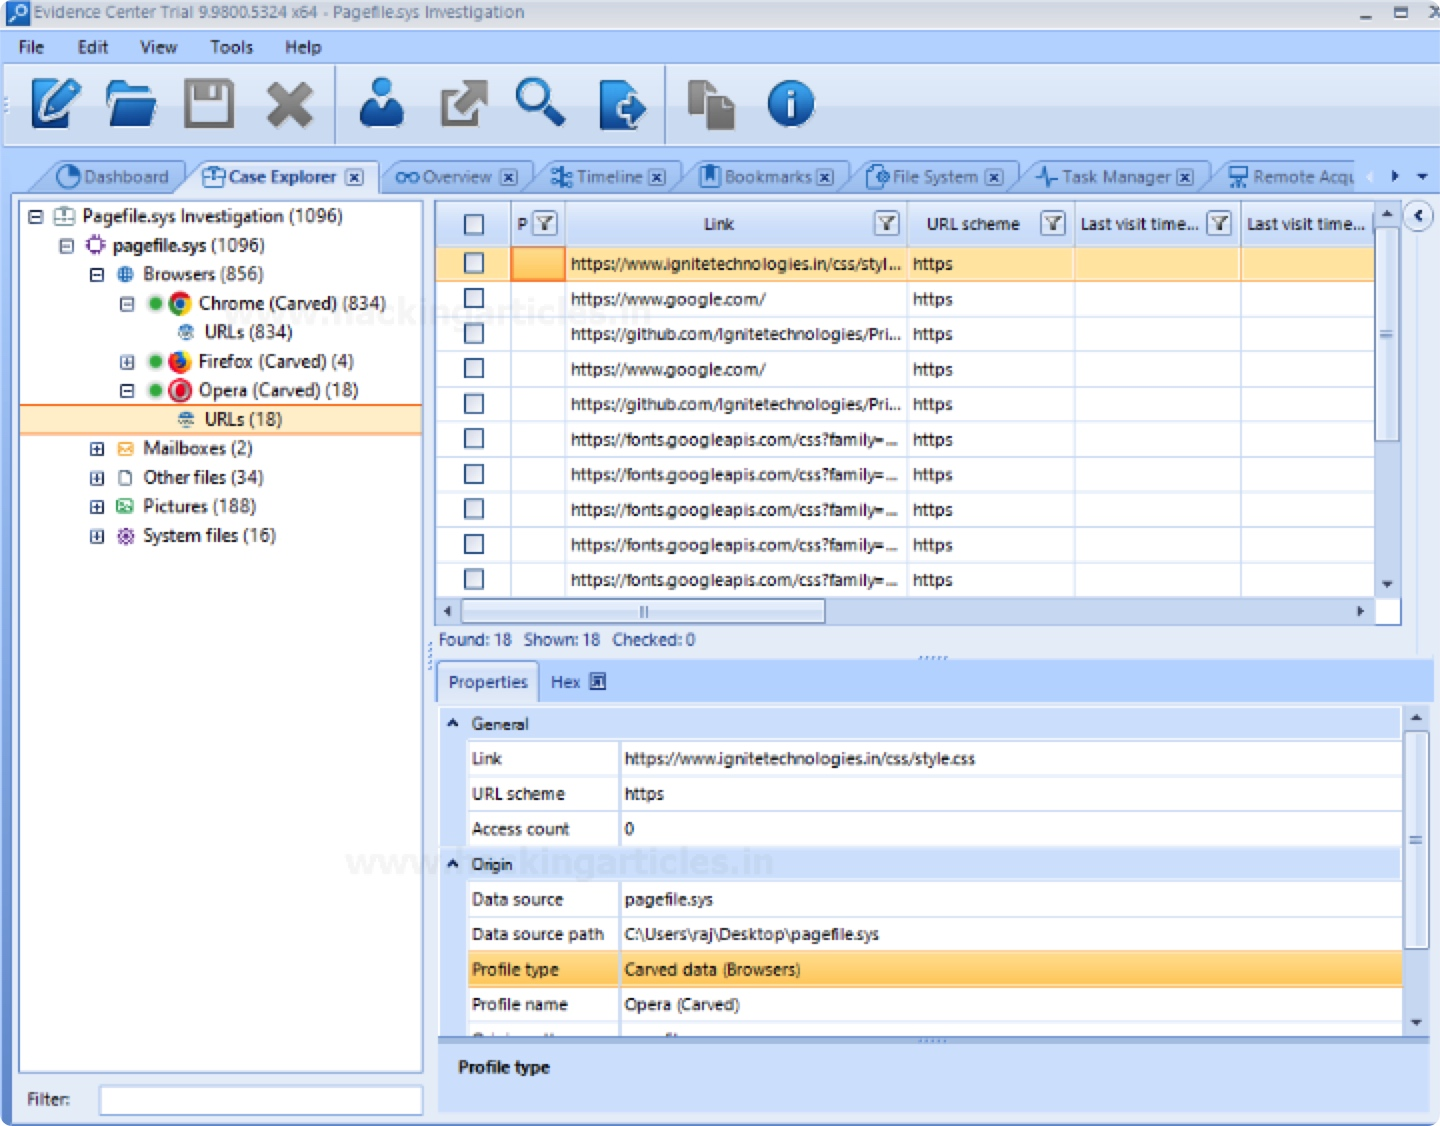 Evidence Center Trial 9.9800.5324 x64 - Pagefile.sys Investigation
File Edit View Tools Help
Dashboard Case Explorer Overview Timeline Bookmarks File System Task Manager Remote Acqu
Pagefile.sys Investigation (1096)
pagefile.sys (1096)
Browsers (856)
Chrome (Carved) (834)
URLs (834)
Firefox (Carved) (4)
Opera (Carved) (18)
URLs (18)
Mailboxes (2)
Other files (34)
Pictures (188)
System files (16)
Filter:
P Link URL scheme Last visit time... Last visit time...
https://www.ignitetechnologies.in/css/styl... https
https://www.google.com/ https
https://github.com/Ignitetechnologies/Pri... https
https://www.google.com/ https
https://github.com/Ignitetechnologies/Pri... https
https://fonts.googleapis.com/css?family=... https
https://fonts.googleapis.com/css?family=... https
https://fonts.googleapis.com/css?family=... https
https://fonts.googleapis.com/css?family=... https
https://fonts.googleapis.com/css?family=... https
www.hackingarticles.in
Found: 18 Shown: 18 Checked: 0
Properties Hex
General
Link https://www.ignitetechnologies.in/css/style.css
URL scheme https
Access count 0
www.hackingarticles.in
Origin
Data source pagefile.sys
Data source path C:\Users\raj\Desktop\pagefile.sys
Profile type Carved data (Browsers)
Profile name Opera (Carved)
Profile type